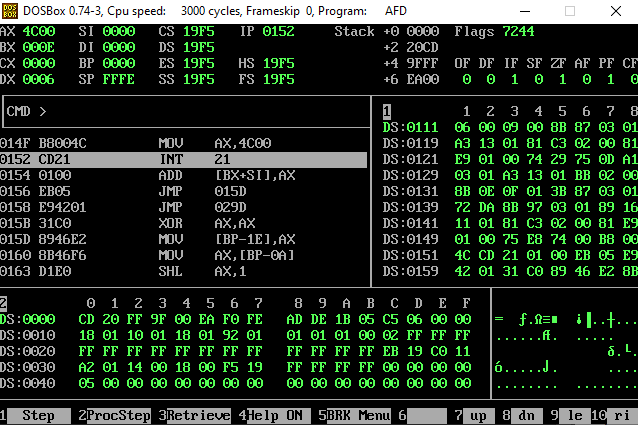 DOSBox 0.74-3, Cpu speed: 3000 cycles, Frameskip 0, Program: AFD
AX 4C00 SI 0000 CS 19F5 IP 0152 Stack +0 0000 Flags 7244
BX 000E DI 0000 DS 19F5 +2 20CD
CX 0000 BP 0000 ES 19F5 HS 19F5 +4 9FFF OF DF IF SF ZF AF PF CF
DX 0006 SP FFFE SS 19F5 FS 19F5 +6 EA00 0 0 1 0 1 0 1 0
CMD >
1 1 2 3 4 5 6 7 8
DS:0111 06 00 09 00 8B 87 03 01
014F B8004C MOV AX,4C00 DS:0119 A3 13 01 81 C3 02 00 81
0152 CD21 INT 21 DS:0121 E9 01 00 74 29 75 0D A1
0154 0100 ADD [BX+SI],AX DS:0129 03 01 A3 13 01 BB 02 00
0156 EB05 JMP 015D DS:0131 8B 0E 0F 01 3B 87 03 01
0158 E94201 JMP 029D DS:0139 72 DA 8B 97 03 01 89 16
015B 31C0 XOR AX,AX DS:0141 11 01 81 C3 02 00 81 E9
015D 8946E2 MOV [BP-1E],AX DS:0149 01 00 75 E8 74 00 B8 00
0160 8B46F6 MOV AX,[BP-0A] DS:0151 4C CD 21 01 00 EB 05 E9
0163 D1E0 SHL AX,1 DS:0159 42 01 31 C0 89 46 E2 8B
2 0 1 2 3 4 5 6 7 8 9 A B C D E F
DS:0000 CD 20 FF 9F 00 EA F0 FE AD DE 1B 05 C5 06 00 00
DS:0010 18 01 10 01 18 01 92 01 01 01 01 00 02 FF FF FF
DS:0020 FF FF FF FF FF FF FF FF FF FF FF FF EB 19 C0 11
DS:0030 A2 01 14 00 18 00 F5 19 FF FF FF FF 00 00 00 00
DS:0040 05 00 00 00 00 00 00 00 00 00 00 00 00 00 00 00
1 Step 2 ProcStep 3 Retrieve 4 Help ON 5 BRK Menu 6 7 up 8 dn 9 le 10 ri